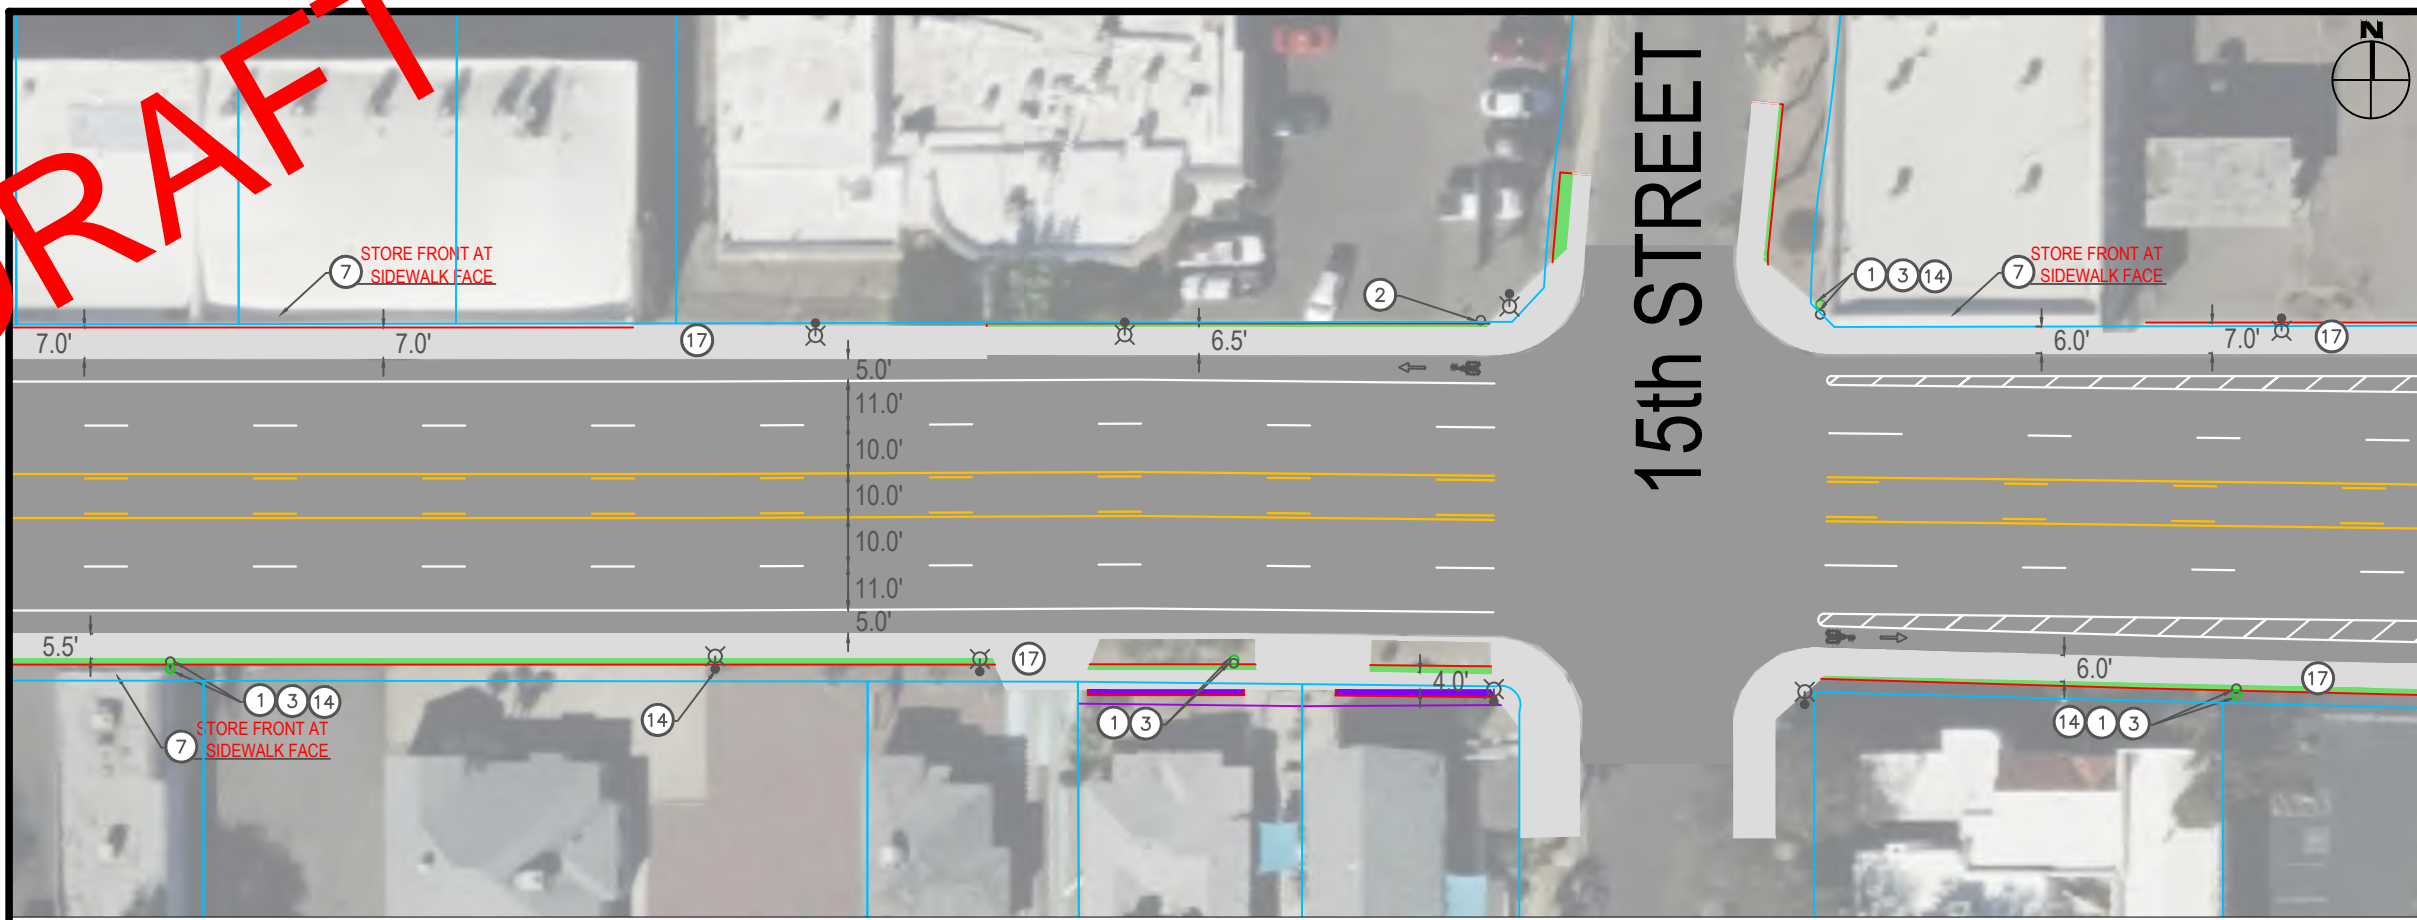 DRAFT
N
15th STREET
STORE FRONT AT
7 SIDEWALK FACE
2
1 3 14
STORE FRONT AT
7 SIDEWALK FACE
7.0'
7.0'
17
6.5'
6.0'
7.0'
17
5.0'
11.0'
10.0'
10.0'
10.0'
11.0'
5.0'
5.5'
17
4.0'
6.0'
17
1 3 14
14
1 3
14 1 3
STORE FRONT AT
7 SIDEWALK FACE